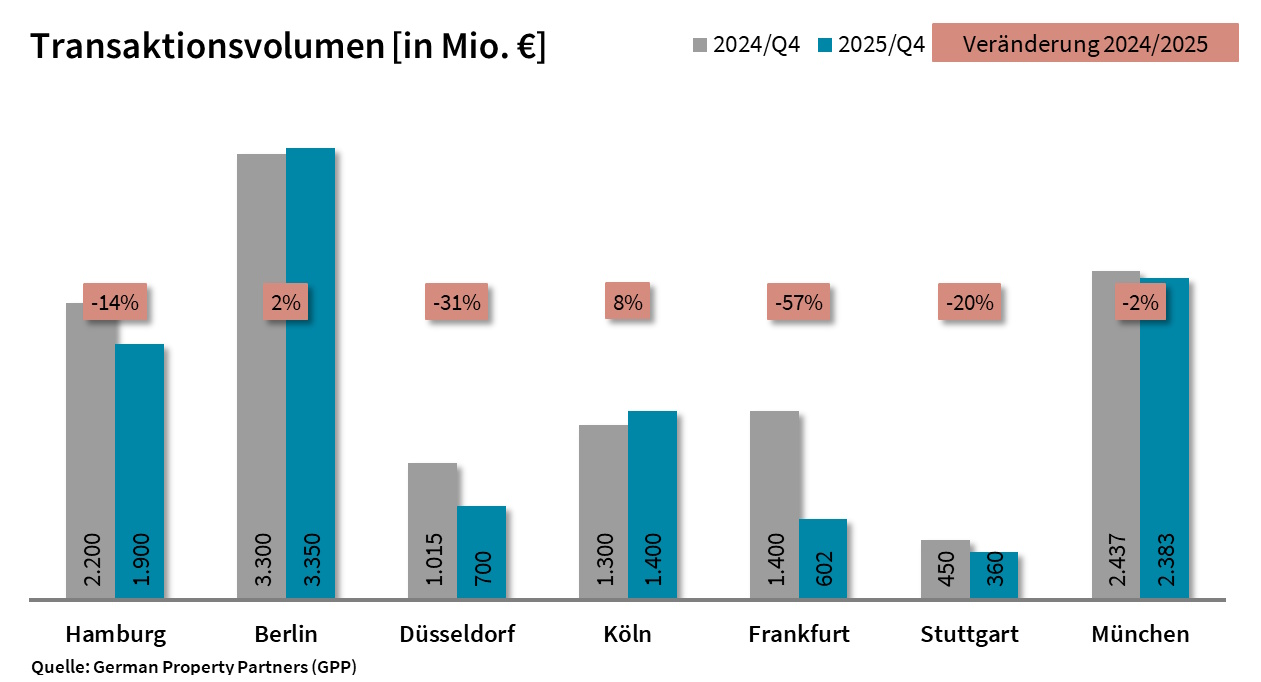 Transaktionsvolumen [in Mio. €]
2024/Q4 2025/Q4 Veränderung 2024/2025
-14% 2% -31% 8% -57% -20% -2%
2.200 1.900 3.300 3.350 1.015 700 1.300 1.400 1.400 602 450 360 2.437 2.383
Hamburg Berlin Düsseldorf Köln Frankfurt Stuttgart München
Quelle: German Property Partners (GPP)